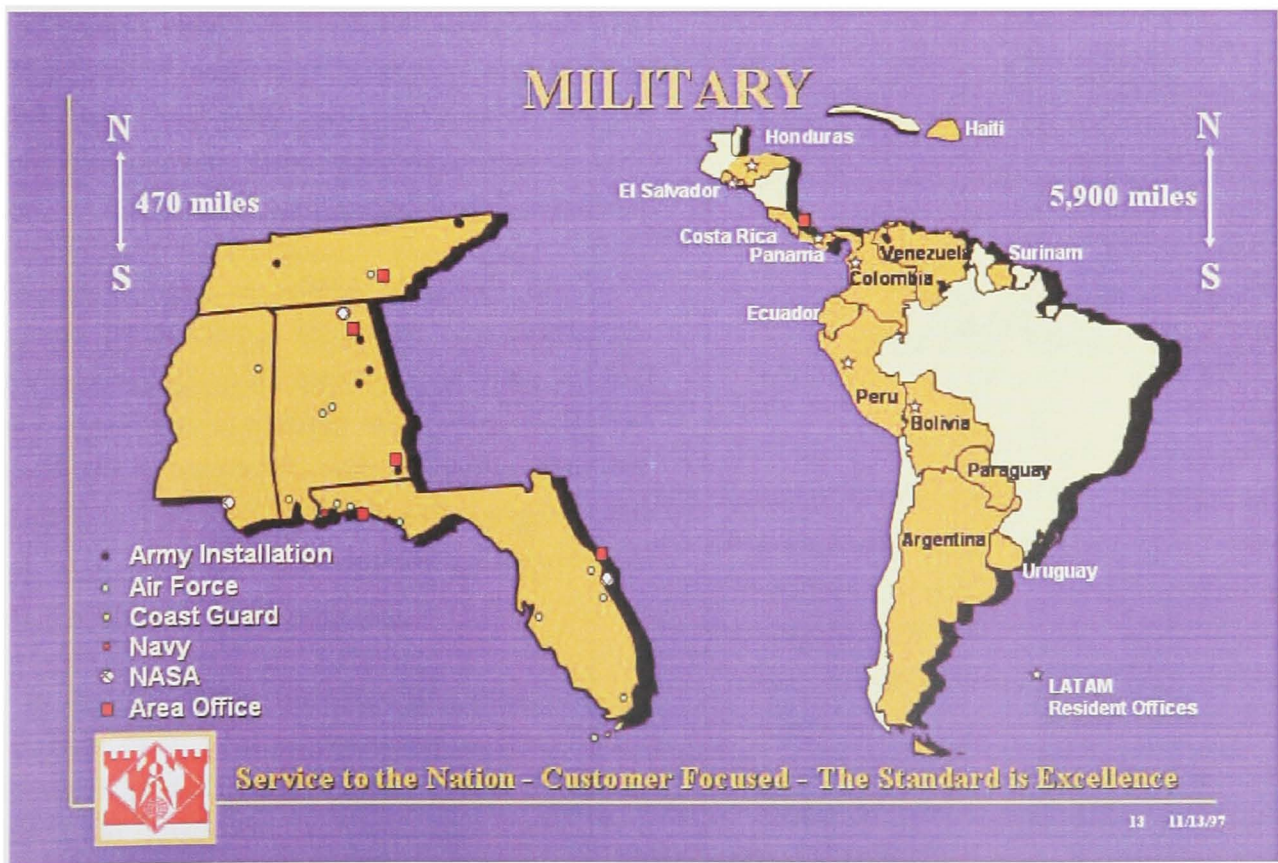 MILITARY
N
470 miles
S
N
5,900 miles
S
Honduras
Haiti
El Salvador
Costa Rica
Panama
Venezuela
Surinam
Colombia
Ecuador
Peru
Bolivia
Paraguay
Argentina
Uruguay
Army Installation
Air Force
Coast Guard
Navy
NASA
Area Office
LATAM
Resident Offices
Service to the Nation - Customer Focused - The Standard is Excellence
13 11/13/97